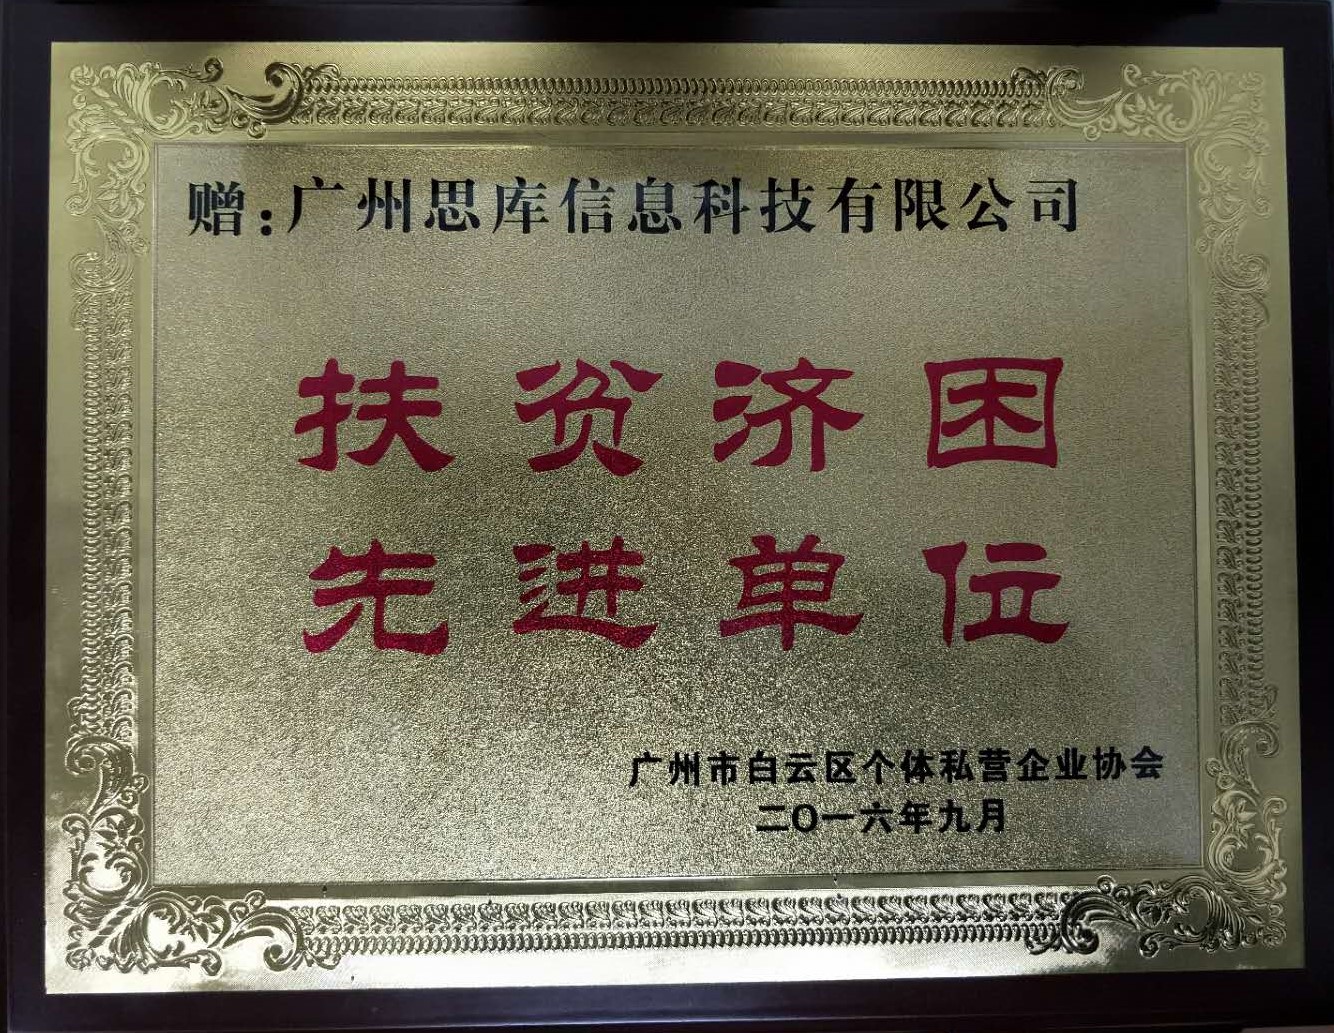 赠:广州思库信息科技有限公司
扶贫济困
先进单位
广州市白云区个体私营企业协会
二〇一六年九月